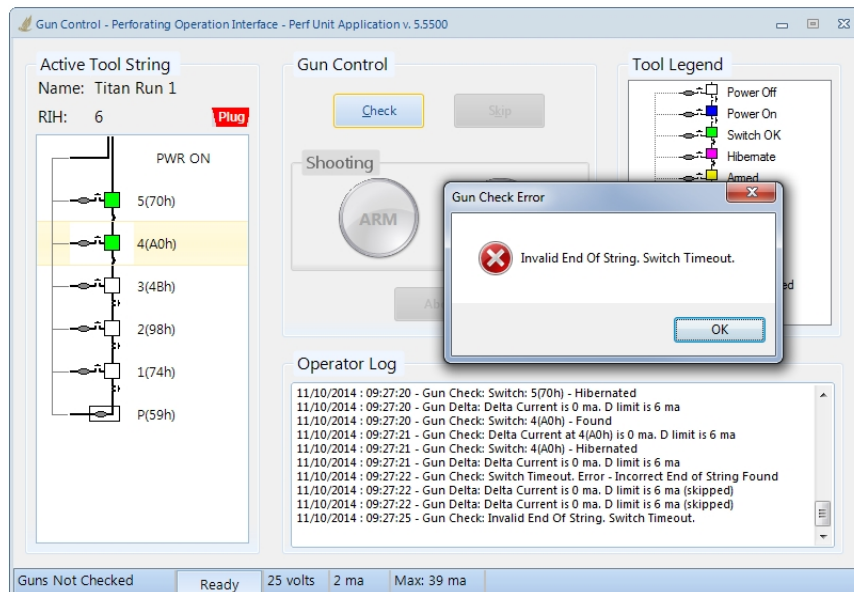 Gun Control - Perforating Operation Interface - Perf Unit Application v. 5.5500
Active Tool String
Name: Titan Run 1
RIH: 6
Plug
PWR ON
5(70h)
4(A0h)
3(4Bh)
2(98h)
1(74h)
P(59h)
Gun Control
Check
Skip
Shooting
ARM
Tool Legend
Power Off
Power On
Switch OK
Hibernate
Armed
Gun Check Error
Invalid End Of String. Switch Timeout.
OK
Operator Log
11/10/2014 : 09:27:20 - Gun Check: Switch: 5(70h) - Hibernated
11/10/2014 : 09:27:20 - Gun Delta: Delta Current is 0 ma. D limit is 6 ma
11/10/2014 : 09:27:20 - Gun Check: Switch: 4(A0h) - Found
11/10/2014 : 09:27:21 - Gun Check: Delta Current at 4(A0h) is 0 ma. D limit is 6 ma
11/10/2014 : 09:27:21 - Gun Check: Switch: 4(A0h) - Hibernated
11/10/2014 : 09:27:21 - Gun Delta: Delta Current is 0 ma. D limit is 6 ma
11/10/2014 : 09:27:22 - Gun Check: Switch Timeout. Error - Incorrect End of String Found
11/10/2014 : 09:27:22 - Gun Delta: Delta Current is 0 ma. D limit is 6 ma (skipped)
11/10/2014 : 09:27:22 - Gun Delta: Delta Current is 0 ma. D limit is 6 ma (skipped)
11/10/2014 : 09:27:25 - Gun Check: Invalid End Of String. Switch Timeout.
Guns Not Checked
Ready
25 volts
2 ma
Max: 39 ma